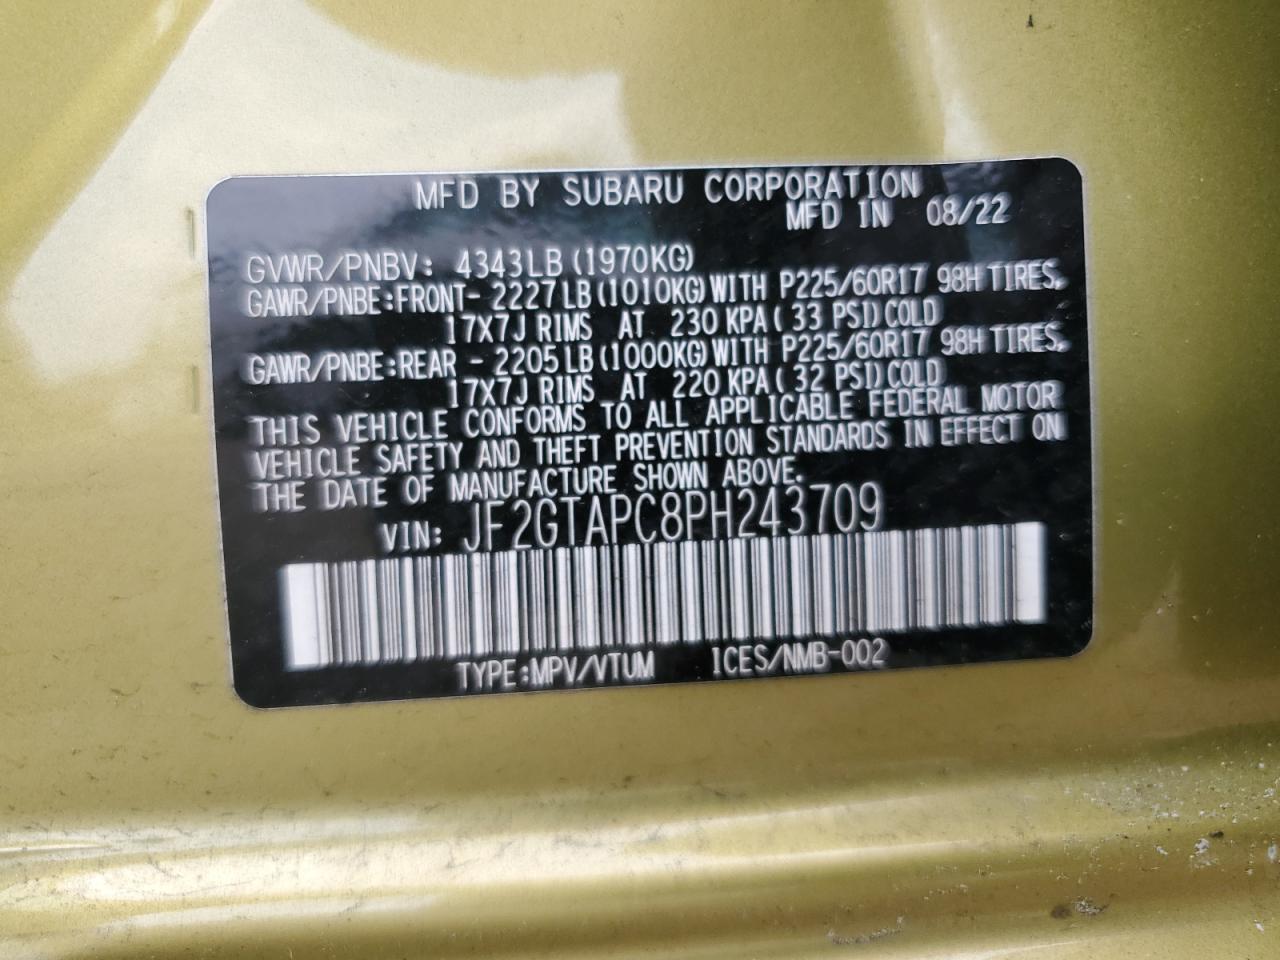 MFD BY SUBARU CORPORATION
MFD IN 08/22
GVWR/PNBV: 4343LB (1970KG)
GAWR/PNBE:FRONT- 2227LB(1010KG)WITH P225/60R17 98H TIRES,
17X7J RIMS AT 230 KPA( 33 PSI)COLD
GAWR/PNBE:REAR - 2205LB(1000KG)WITH P225/60R17 98H TIRES,
17X7J RIMS AT 220 KPA( 32 PSI)COLD
THIS VEHICLE CONFORMS TO ALL APPLICABLE FEDERAL MOTOR
VEHICLE SAFETY AND THEFT PREVENTION STANDARDS IN EFFECT ON
THE DATE OF MANUFACTURE SHOWN ABOVE.
VIN: JF2GTAPC8PH243709
TYPE:MPV/VTUM ICES/NMB-002